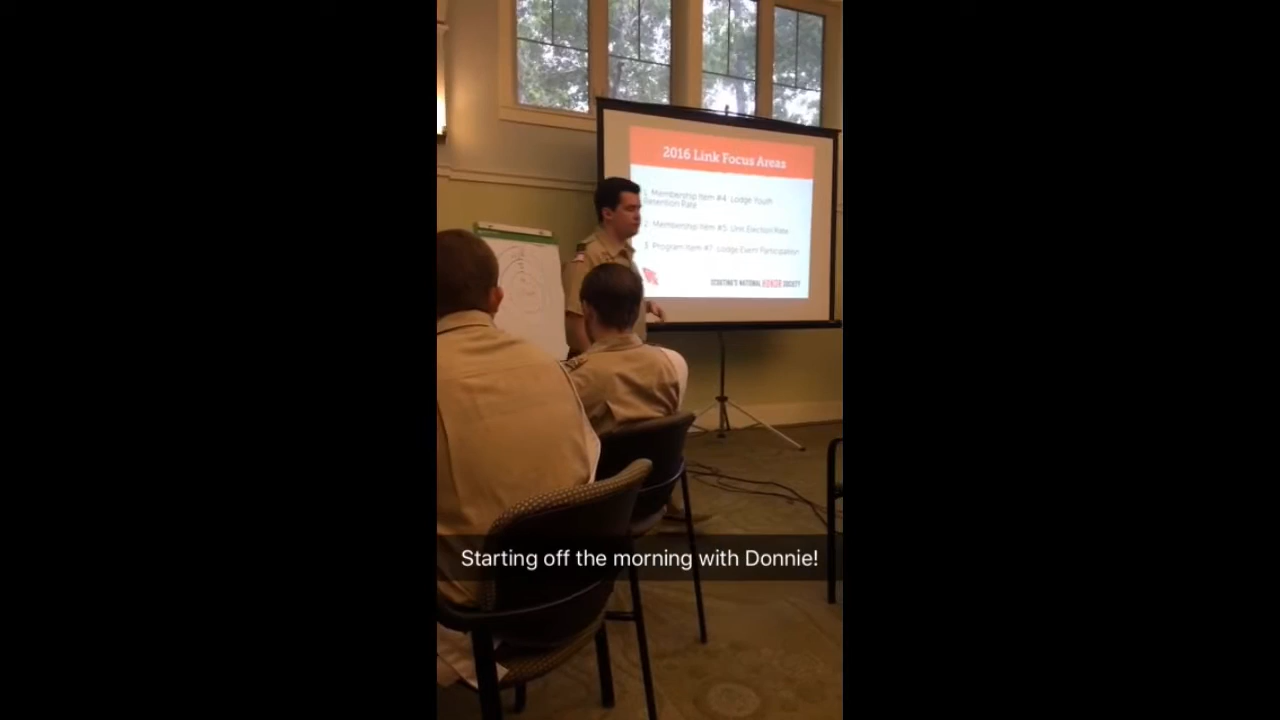 2016 Link Focus Areas
1. Membership Item #4: Lodge Youth
Retention Rate
2. Membership Item #5: Unit Election Rate
3. Program Item #7: Lodge Event Participation
SCOUTING'S NATIONAL HONOR SOCIETY
Starting off the morning with Donnie!